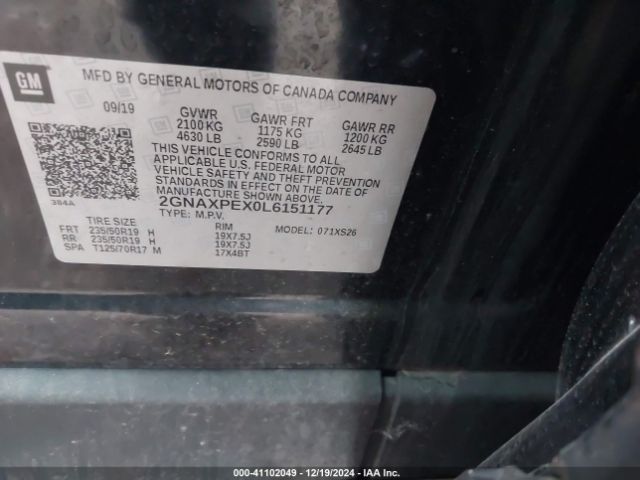 GM
MFD BY GENERAL MOTORS OF CANADA COMPANY
09/19
GVWR GAWR FRT GAWR RR
2100 KG 1175 KG 1200 KG
4630 LB 2590 LB 2645 LB
THIS VEHICLE CONFORMS TO ALL
APPLICABLE U.S. FEDERAL MOTOR
VEHICLE SAFETY AND THEFT PREVENTION
STANDARDS IN EFFECT ON THE DATE OF
MANUFACTURE SHOWN ABOVE.
384A
2GNAXPEX0L6151177
TYPE: M.P.V. MODEL: 071XS26
TIRE SIZE RIM
FRT 235/50R19 H 19X7.5J
RR 235/50R19 H 19X7.5J
SPA T125/70R17 M 17X4BT
000-41102049 - 12/19/2024 - IAA Inc.